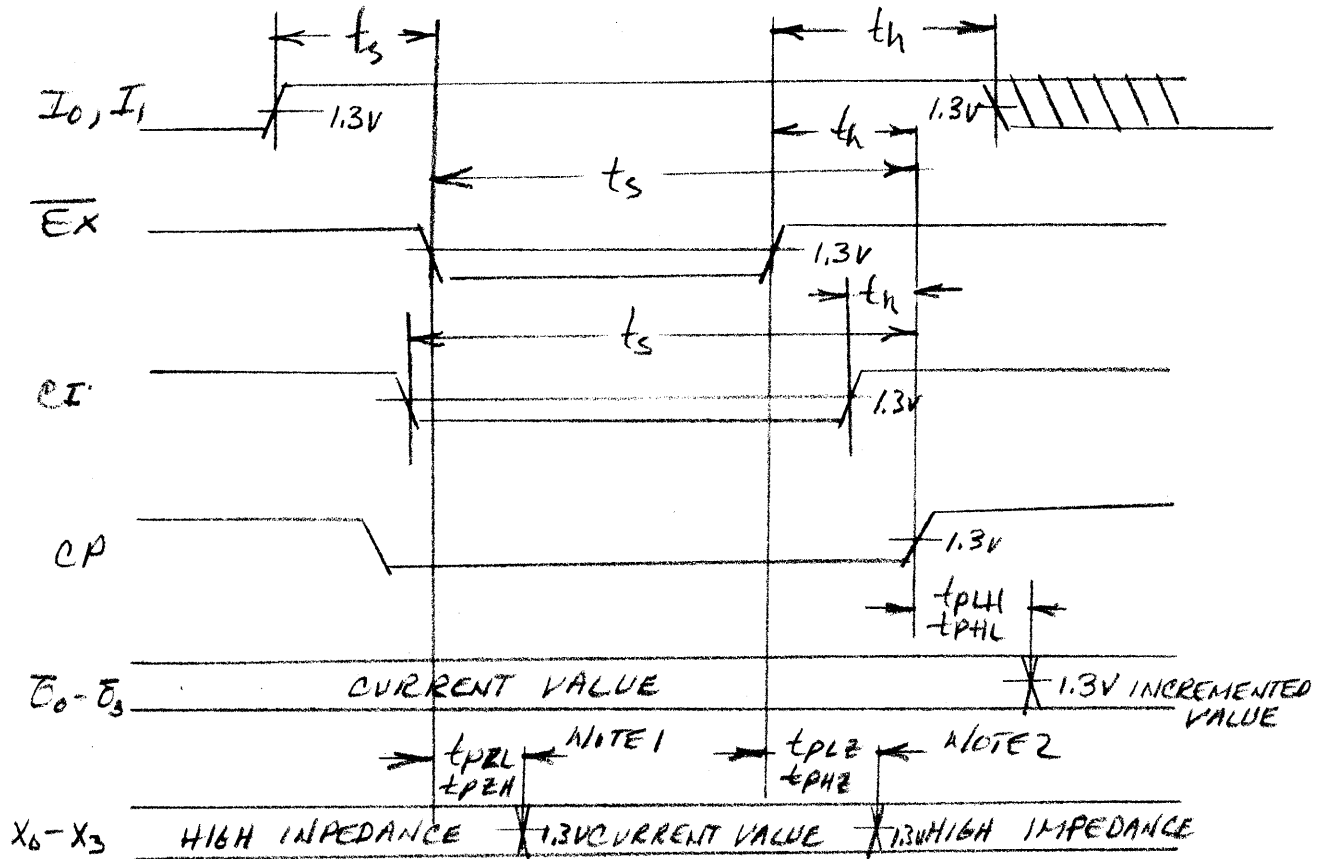 ts
th
I0, I1
1.3V
1.3V
th
ts
EX
1.3V
th
ts
CI
1.3V
CP
1.3V
tPLH
tPHL
O̅0-O̅3
CURRENT VALUE
1.3V INCREMENTED
VALUE
tPZL
tPZH
NOTE 1
tPLZ
tPHZ
NOTE 2
X0-X3
HIGH INPEDANCE
1.3V CURRENT VALUE
1.3V HIGH IMPEDANCE